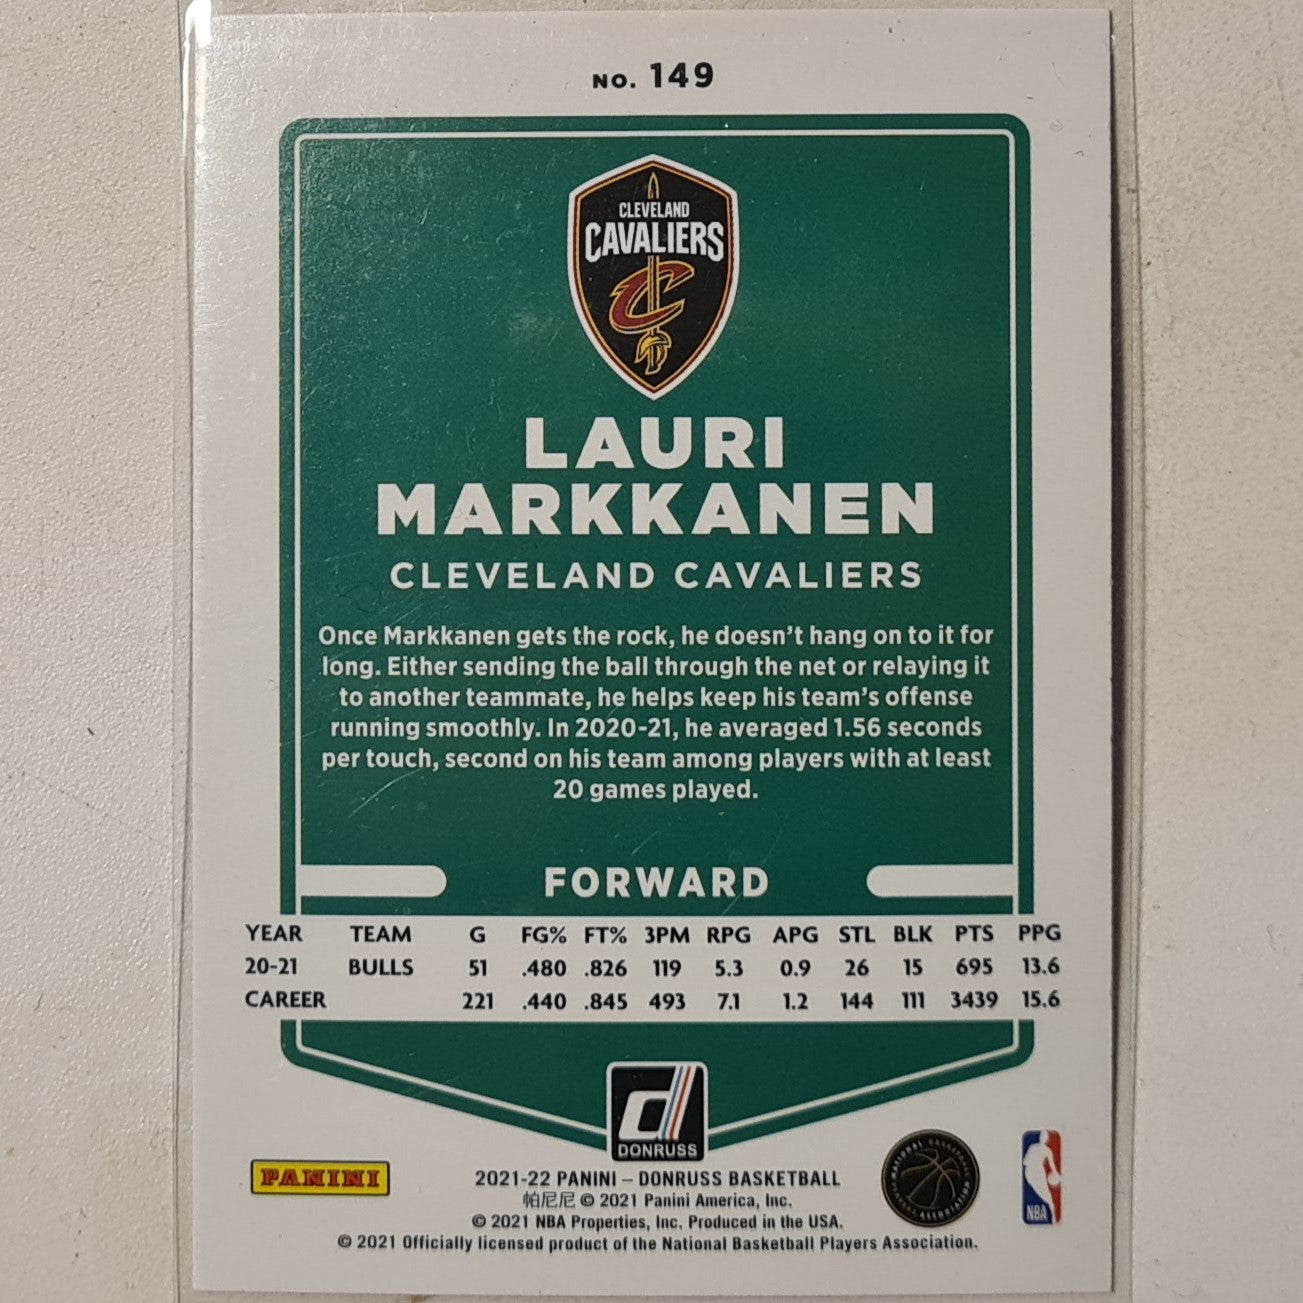 NO. 149
CLEVELAND
CAVALIERS
C
LAURI
MARKKANEN
CLEVELAND CAVALIERS
Once Markkanen gets the rock, he doesn't hang on to it for
long. Either sending the ball through the net or relaying it
to another teammate, he helps keep his team's offense
running smoothly. In 2020-21, he averaged 1.56 seconds
per touch, second on his team among players with at least
20 games played.
FORWARD
YEAR TEAM G FG% FT% 3PM RPG APG STL BLK PTS PPG
20-21 BULLS 51 .480 .826 119 5.3 0.9 26 15 695 13.6
CAREER 221 .440 .845 493 7.1 1.2 144 111 3439 15.6
d
DONRUSS
PANINI
2021-22 PANINI – DONRUSS BASKETBALL
帕尼尼 © 2021 Panini America, Inc.
© 2021 NBA Properties, Inc. Produced in the USA.
© 2021 Officially licensed product of the National Basketball Players Association.
NATIONAL BASKETBALL
PLAYERS ASSOCIATION
NBA